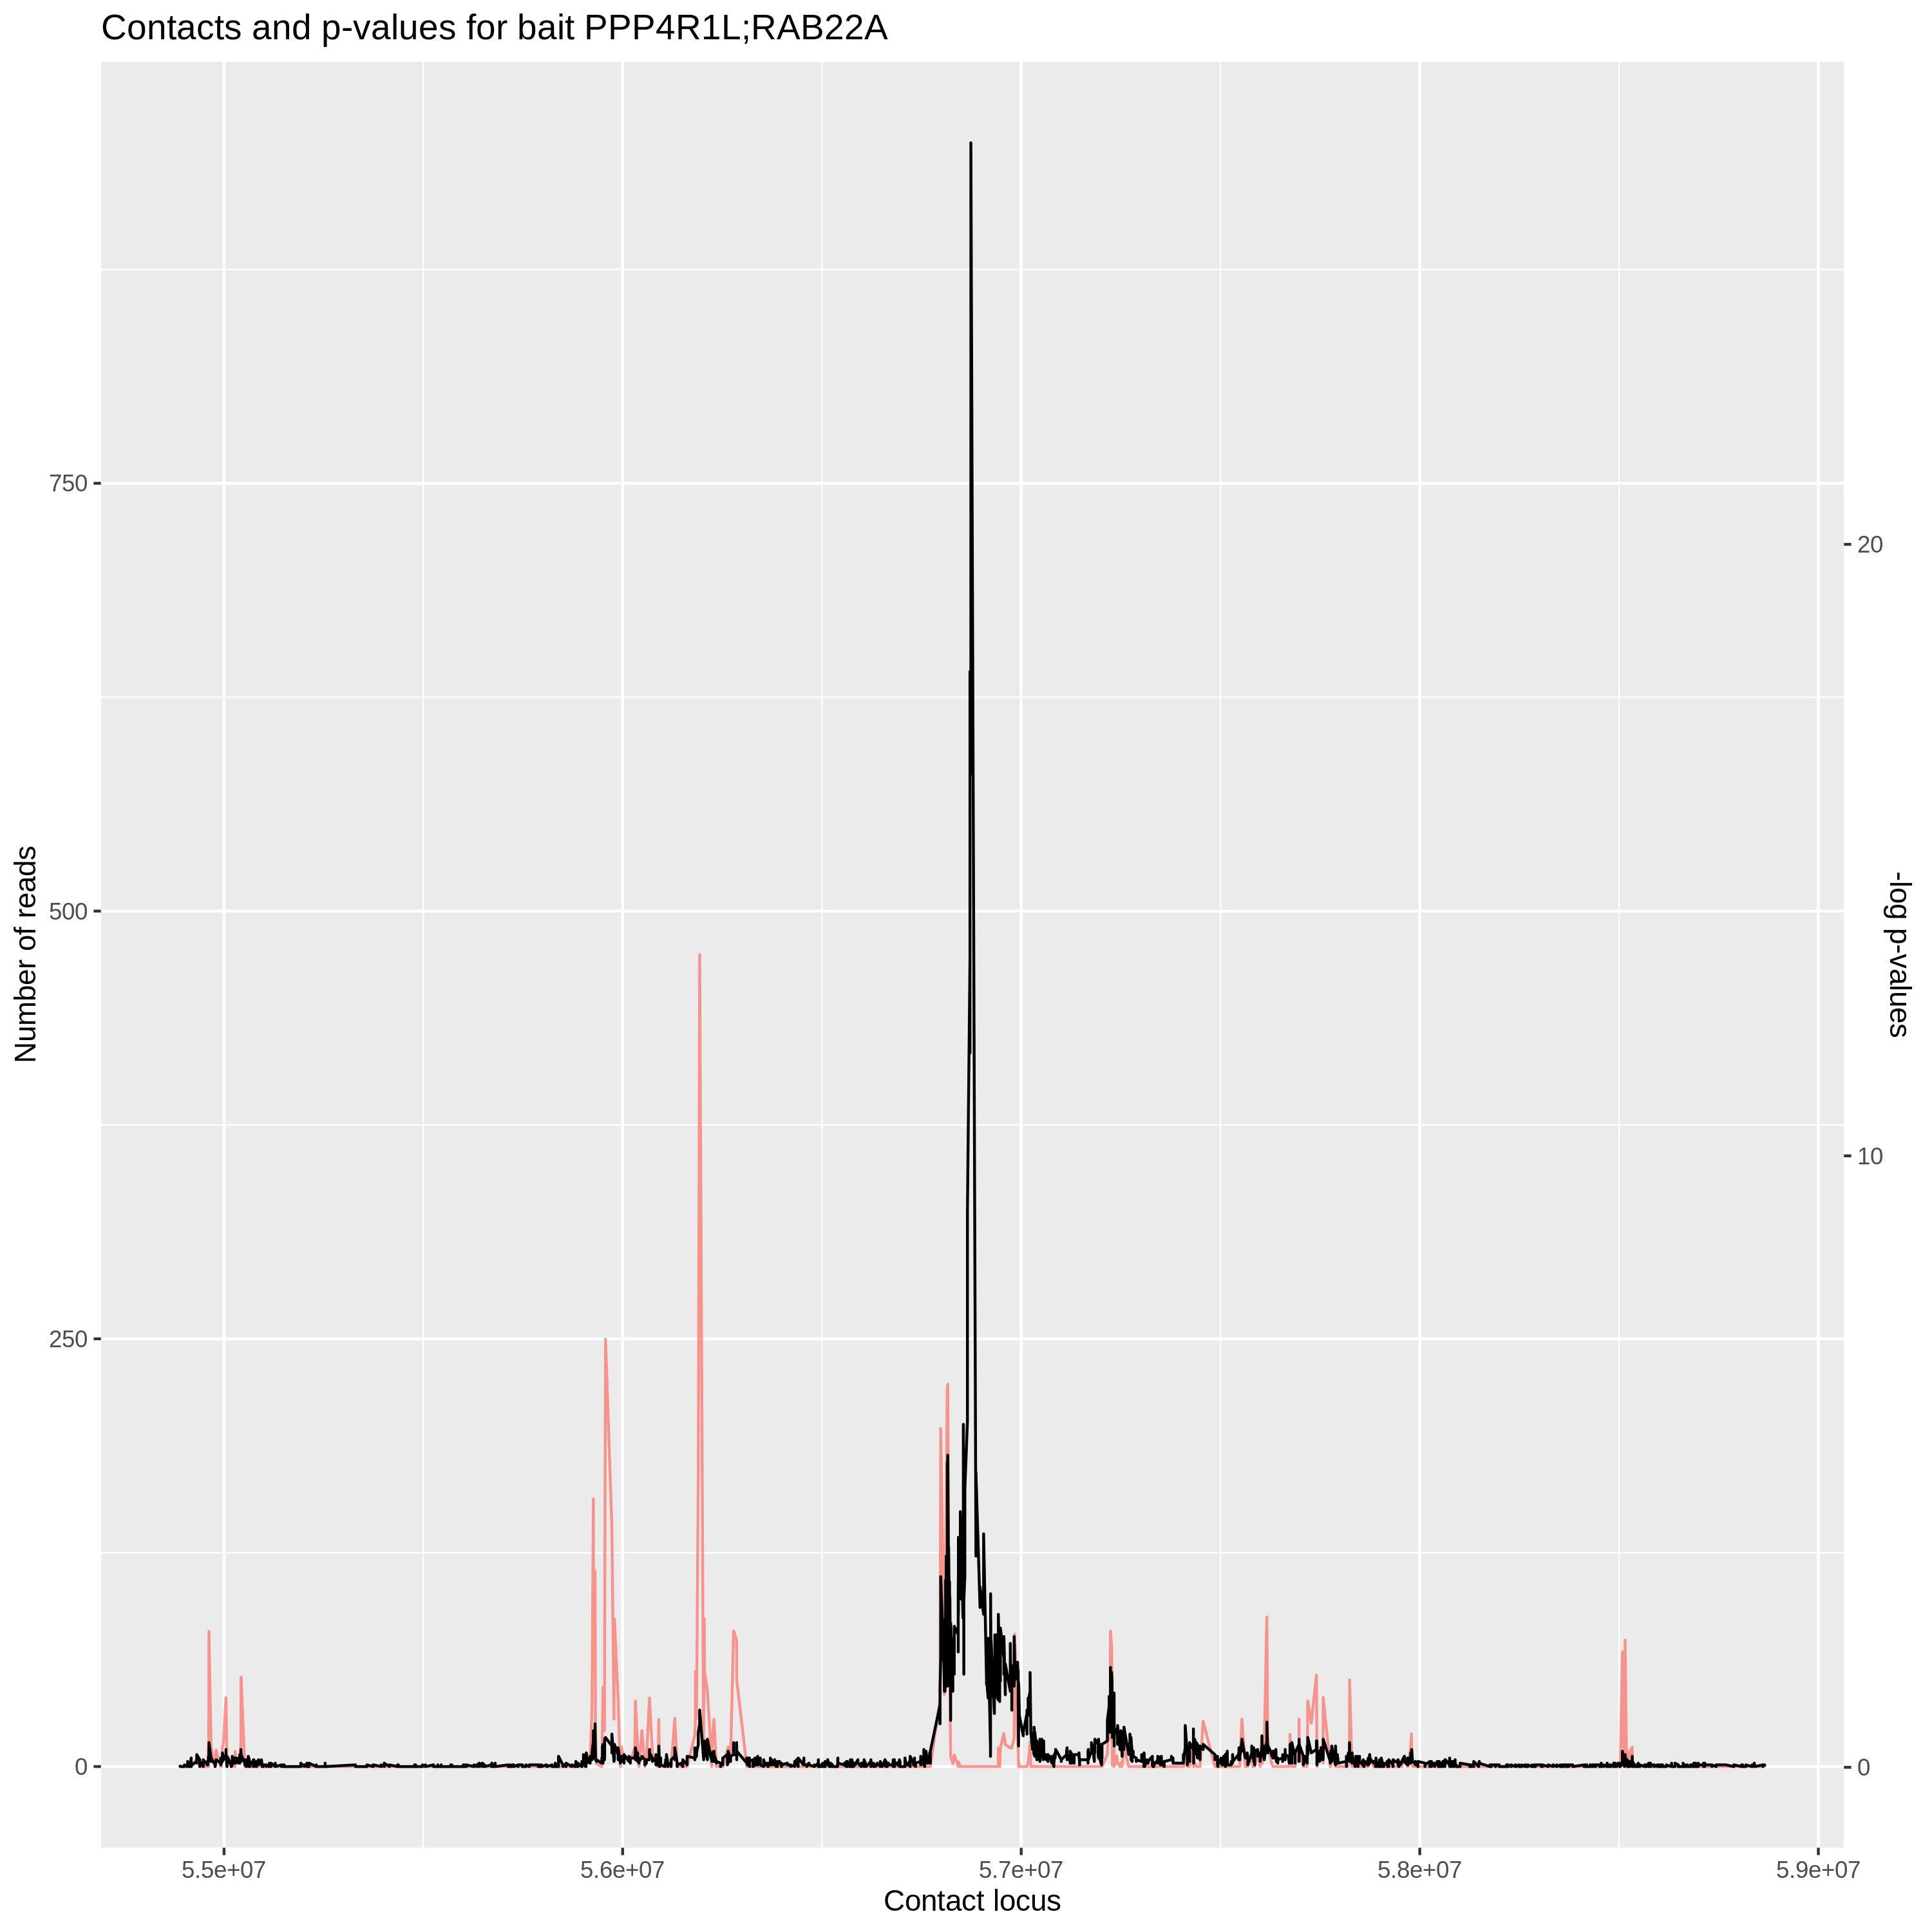 Contacts and p-values for bait PPP4R1L;RAB22A
Number of reads
750
500
250
0
20
10
0
-log p-values
5.5e+07
5.6e+07
5.7e+07
5.8e+07
5.9e+07
Contact locus